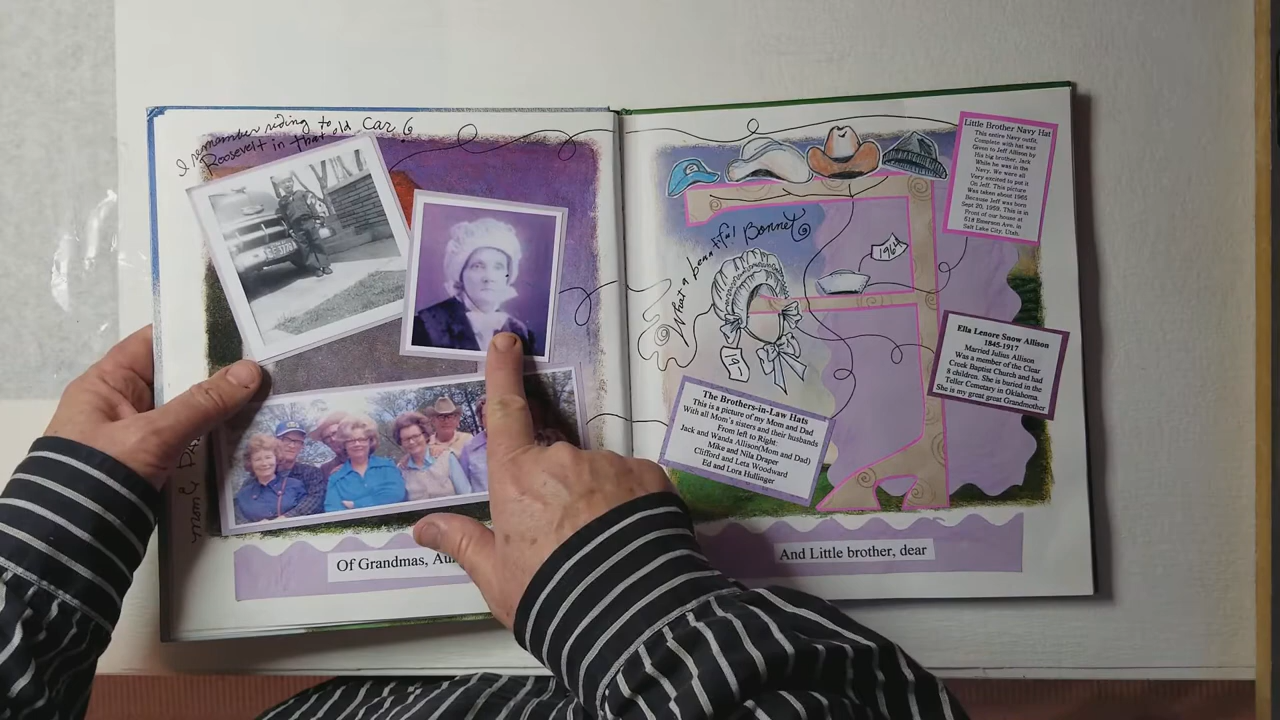 I remember riding to
Roosevelt in that old Car
Mom &
Of Grandmas,
What a beautiful! Bonnet
1964
Little Brother Navy Hat
This entire Navy outfit,
Complete with hat was
Given to Jeff Allison by
His big brother, Jack
While he was in the
Navy. We were all
Very excited to put it
On Jeff. This picture
Was taken about 1961
Because Jeff was born
Sept 20, 1959. This is in
Front of our house at
518 Emerson Ave. in
Salt Lake City, Utah.
Ella Lenore Snow Allison
1845-1917
Married Julius Allison
Was a member of the Clear
Creek Baptist Church and had
8 children. She is buried in the
Teller Cemetary in Oklahoma.
She is my great great Grandmother
The Brothers-in-Law Hats
This is a picture of my Mom and Dad
With all Mom's sisters and their husbands
From left to Right:
Jack and Wanda Allison(Mom and Dad)
Mike and Nila Draper
Clifford and Leta Woodward
Ed and Lora Hullinger
And Little brother, dear